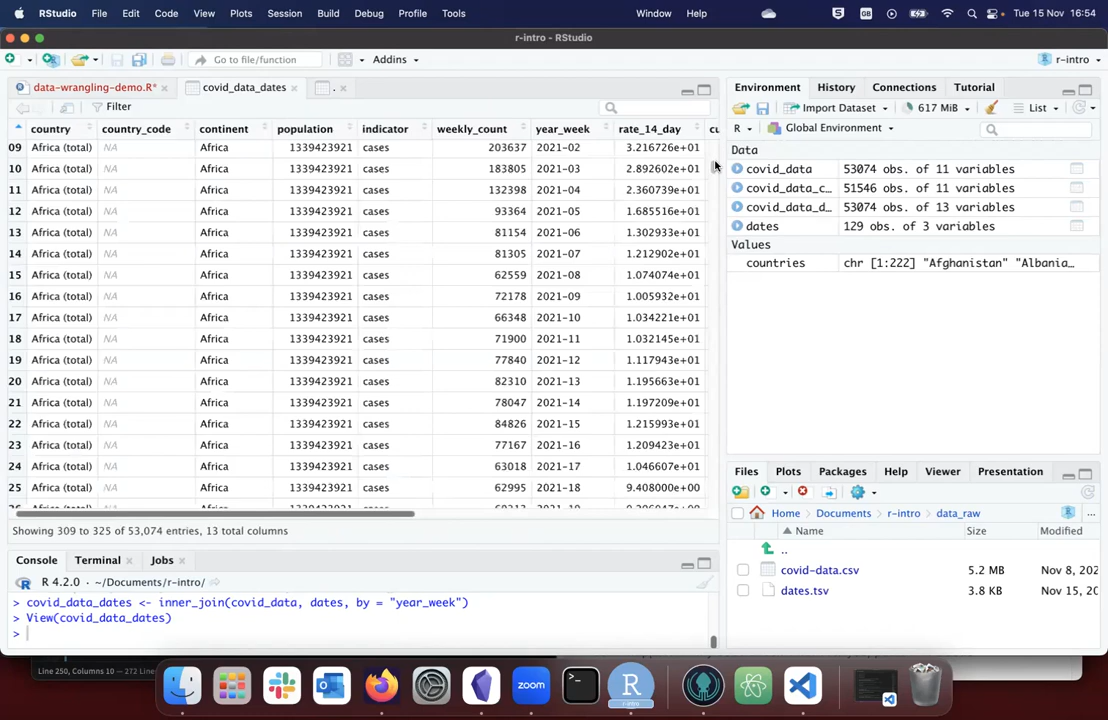 RStudio File Edit Code View Plots Session Build Debug Profile Tools Window Help Tue 15 Nov 16:54
r-intro - RStudio
Go to file/function Addins r-intro
data-wrangling-demo.R* covid_data_dates . Environment History Connections Tutorial
Filter Import Dataset 617 MiB List
R Global Environment
country country_code continent population indicator weekly_count year_week rate_14_day cu
09 Africa (total) NA Africa 1339423921 cases 203637 2021-02 3.216726e+01
10 Africa (total) NA Africa 1339423921 cases 183805 2021-03 2.892602e+01
11 Africa (total) NA Africa 1339423921 cases 132398 2021-04 2.360739e+01
12 Africa (total) NA Africa 1339423921 cases 93364 2021-05 1.685516e+01
13 Africa (total) NA Africa 1339423921 cases 81154 2021-06 1.302933e+01
14 Africa (total) NA Africa 1339423921 cases 81305 2021-07 1.212902e+01
15 Africa (total) NA Africa 1339423921 cases 62559 2021-08 1.074074e+01
16 Africa (total) NA Africa 1339423921 cases 72178 2021-09 1.005932e+01
17 Africa (total) NA Africa 1339423921 cases 66348 2021-10 1.034221e+01
18 Africa (total) NA Africa 1339423921 cases 71900 2021-11 1.032145e+01
19 Africa (total) NA Africa 1339423921 cases 77840 2021-12 1.117943e+01
20 Africa (total) NA Africa 1339423921 cases 82310 2021-13 1.195663e+01
21 Africa (total) NA Africa 1339423921 cases 78047 2021-14 1.197209e+01
22 Africa (total) NA Africa 1339423921 cases 84826 2021-15 1.215993e+01
23 Africa (total) NA Africa 1339423921 cases 77167 2021-16 1.209423e+01
24 Africa (total) NA Africa 1339423921 cases 63018 2021-17 1.046607e+01
25 Africa (total) NA Africa 1339423921 cases 62995 2021-18 9.408000e+00
Showing 309 to 325 of 53,074 entries, 13 total columns
Data
covid_data 53074 obs. of 11 variables
covid_data_c… 51546 obs. of 11 variables
covid_data_d… 53074 obs. of 13 variables
dates 129 obs. of 3 variables
Values
countries chr [1:222] "Afghanistan" "Albania…
Files Plots Packages Help Viewer Presentation
Home Documents r-intro data_raw ...
Name Size Modified
..
covid-data.csv 5.2 MB Nov 8, 202
dates.tsv 3.8 KB Nov 15, 20
Console Terminal Jobs
R 4.2.0 · ~/Documents/r-intro/
> covid_data_dates <- inner_join(covid_data, dates, by = "year_week")
> View(covid_data_dates)
>
Line 250, Columns 10 — 272 Lines
zoom
R
r-intro